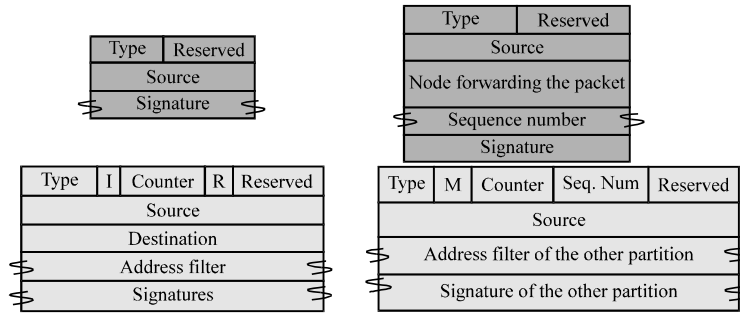 Type Reserved
Source
Signature
Type Reserved
Source
Node forwarding the packet
Sequence number
Signature
Type I Counter R Reserved
Source
Destination
Address filter
Signatures
Type M Counter Seq. Num Reserved
Source
Address filter of the other partition
Signature of the other partition